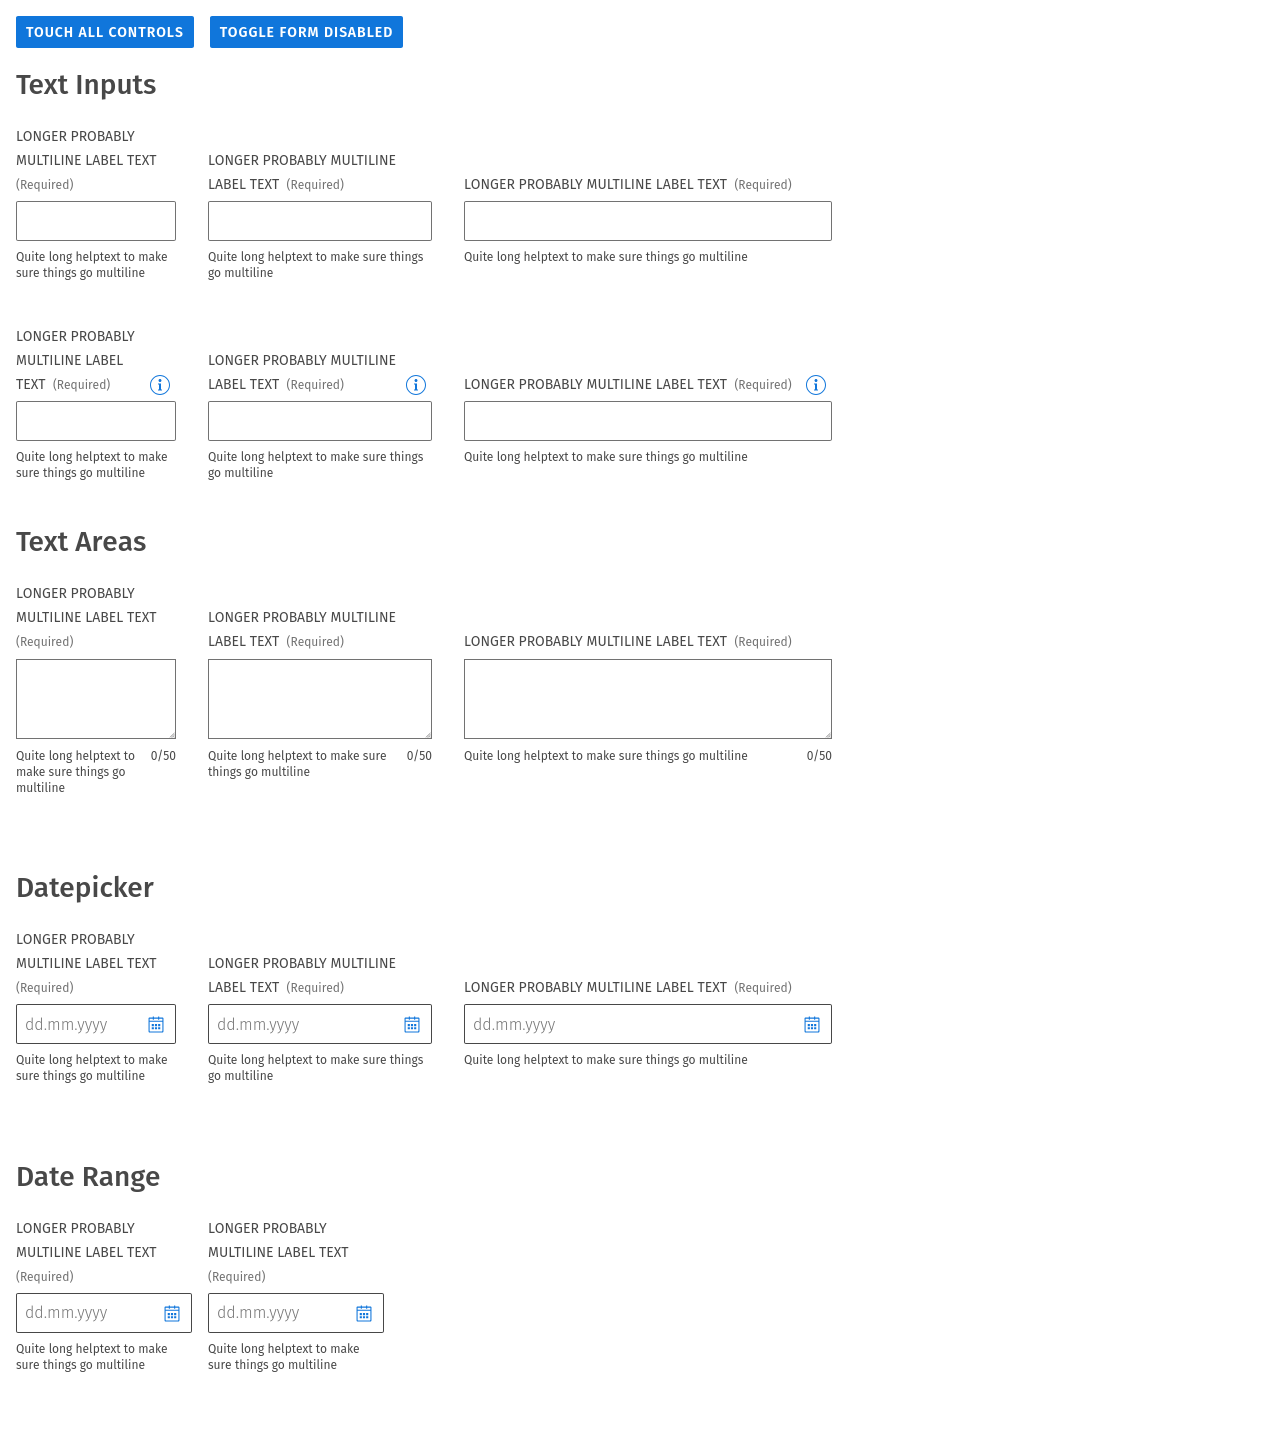 TOUCH ALL CONTROLS
TOGGLE FORM DISABLED
Text Inputs
LONGER PROBABLY
MULTILINE LABEL TEXT
(Required)
LONGER PROBABLY MULTILINE
LABEL TEXT (Required)
LONGER PROBABLY MULTILINE LABEL TEXT (Required)
Quite long helptext to make
sure things go multiline
Quite long helptext to make sure things
go multiline
Quite long helptext to make sure things go multiline
LONGER PROBABLY
MULTILINE LABEL
TEXT (Required)
LONGER PROBABLY MULTILINE
LABEL TEXT (Required)
LONGER PROBABLY MULTILINE LABEL TEXT (Required)
Quite long helptext to make
sure things go multiline
Quite long helptext to make sure things
go multiline
Quite long helptext to make sure things go multiline
Text Areas
LONGER PROBABLY
MULTILINE LABEL TEXT
(Required)
LONGER PROBABLY MULTILINE
LABEL TEXT (Required)
LONGER PROBABLY MULTILINE LABEL TEXT (Required)
Quite long helptext to 0/50
make sure things go
multiline
Quite long helptext to make sure 0/50
things go multiline
Quite long helptext to make sure things go multiline 0/50
Datepicker
LONGER PROBABLY
MULTILINE LABEL TEXT
(Required)
LONGER PROBABLY MULTILINE
LABEL TEXT (Required)
LONGER PROBABLY MULTILINE LABEL TEXT (Required)
dd.mm.yyyy
dd.mm.yyyy
dd.mm.yyyy
Quite long helptext to make
sure things go multiline
Quite long helptext to make sure things
go multiline
Quite long helptext to make sure things go multiline
Date Range
LONGER PROBABLY
MULTILINE LABEL TEXT
(Required)
LONGER PROBABLY
MULTILINE LABEL TEXT
(Required)
dd.mm.yyyy
dd.mm.yyyy
Quite long helptext to make
sure things go multiline
Quite long helptext to make
sure things go multiline